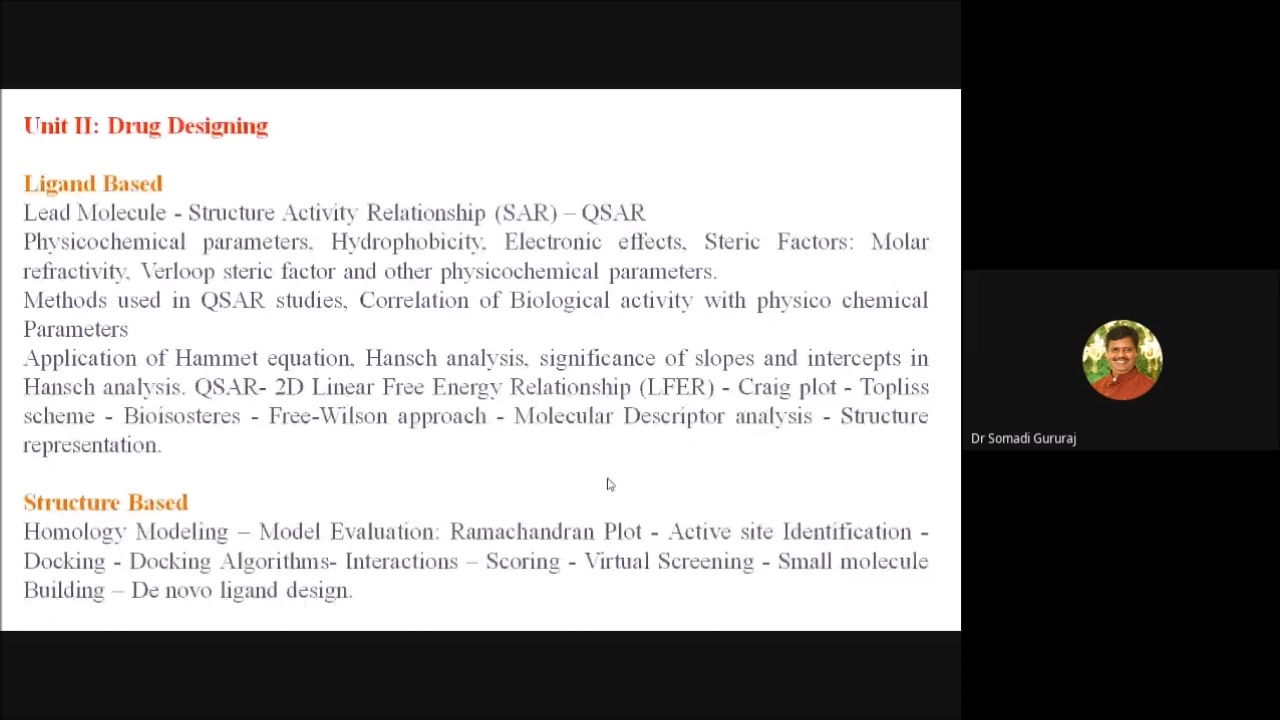 Unit II: Drug Designing
Ligand Based
Lead Molecule - Structure Activity Relationship (SAR) – QSAR
Physicochemical parameters, Hydrophobicity, Electronic effects, Steric Factors: Molar
refractivity, Verloop steric factor and other physicochemical parameters.
Methods used in QSAR studies, Correlation of Biological activity with physico chemical
Parameters
Application of Hammet equation, Hansch analysis, significance of slopes and intercepts in
Hansch analysis. QSAR- 2D Linear Free Energy Relationship (LFER) - Craig plot - Topliss
scheme - Bioisosteres - Free-Wilson approach - Molecular Descriptor analysis - Structure
representation.
Structure Based
Homology Modeling – Model Evaluation: Ramachandran Plot - Active site Identification -
Docking - Docking Algorithms- Interactions – Scoring - Virtual Screening - Small molecule
Building – De novo ligand design.
Dr Somadi Gururaj